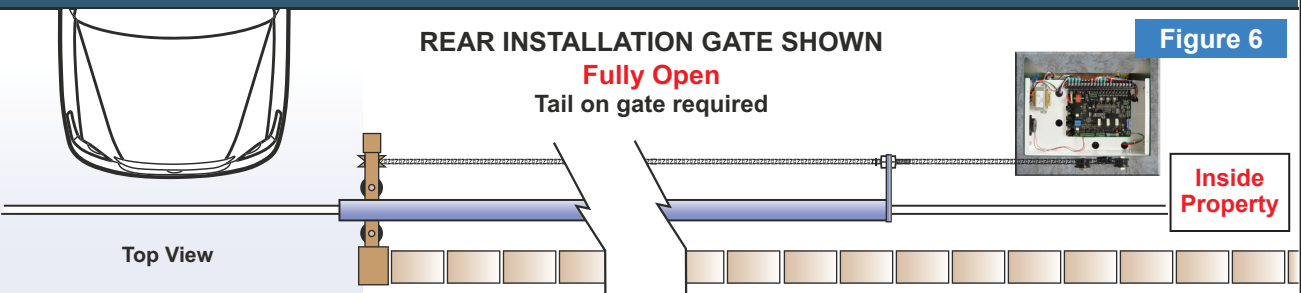 REAR INSTALLATION GATE SHOWN
Fully Open
Tail on gate required
Figure 6
Inside
Property
Top View